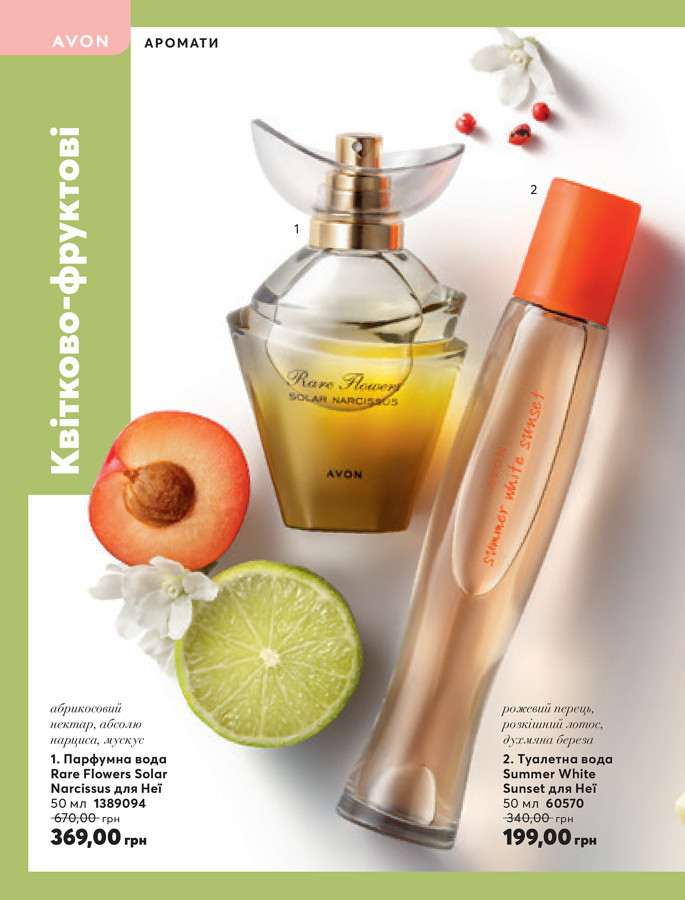 AVON
АРОМАТИ
Квітково-фруктові
1
2
Rare Flowers
SOLAR NARCISSUS
AVON
AVON
summer white sunset
абрикосовий
нектар, абсолю
нарциса, мускус
1. Парфумна вода
Rare Flowers Solar
Narcissus для Неї
50 мл 1389094
670,00 грн
369,00 грн
рожевий перець,
розкішний лотос,
духмяна береза
2. Туалетна вода
Summer White
Sunset для Неї
50 мл 60570
340,00 грн
199,00 грн